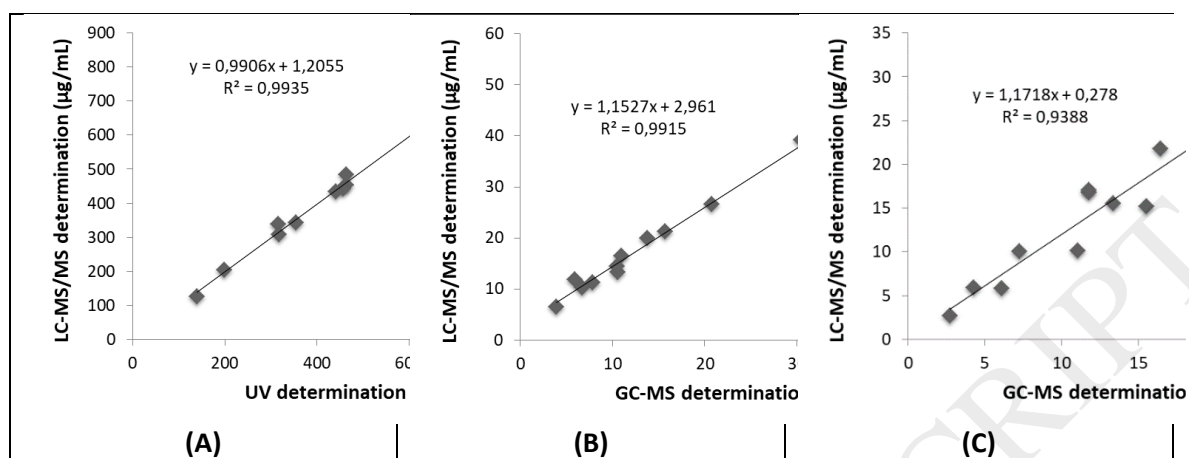 LC-MS/MS determination (µg/mL)
900
800
700
600
500
400
300
200
100
0
y = 0,9906x + 1,2055
R² = 0,9935
0 200 400 60
UV determination
(A)
LC-MS/MS determination (µg/mL)
60
50
40
30
20
10
0
y = 1,1527x + 2,961
R² = 0,9915
0 10 20 3
GC-MS determinatio
(B)
LC-MS/MS determination (µg/mL)
35
30
25
20
15
10
5
0
y = 1,1718x + 0,278
R² = 0,9388
0 5 10 15
GC-MS determinatio
(C)
CRIPT